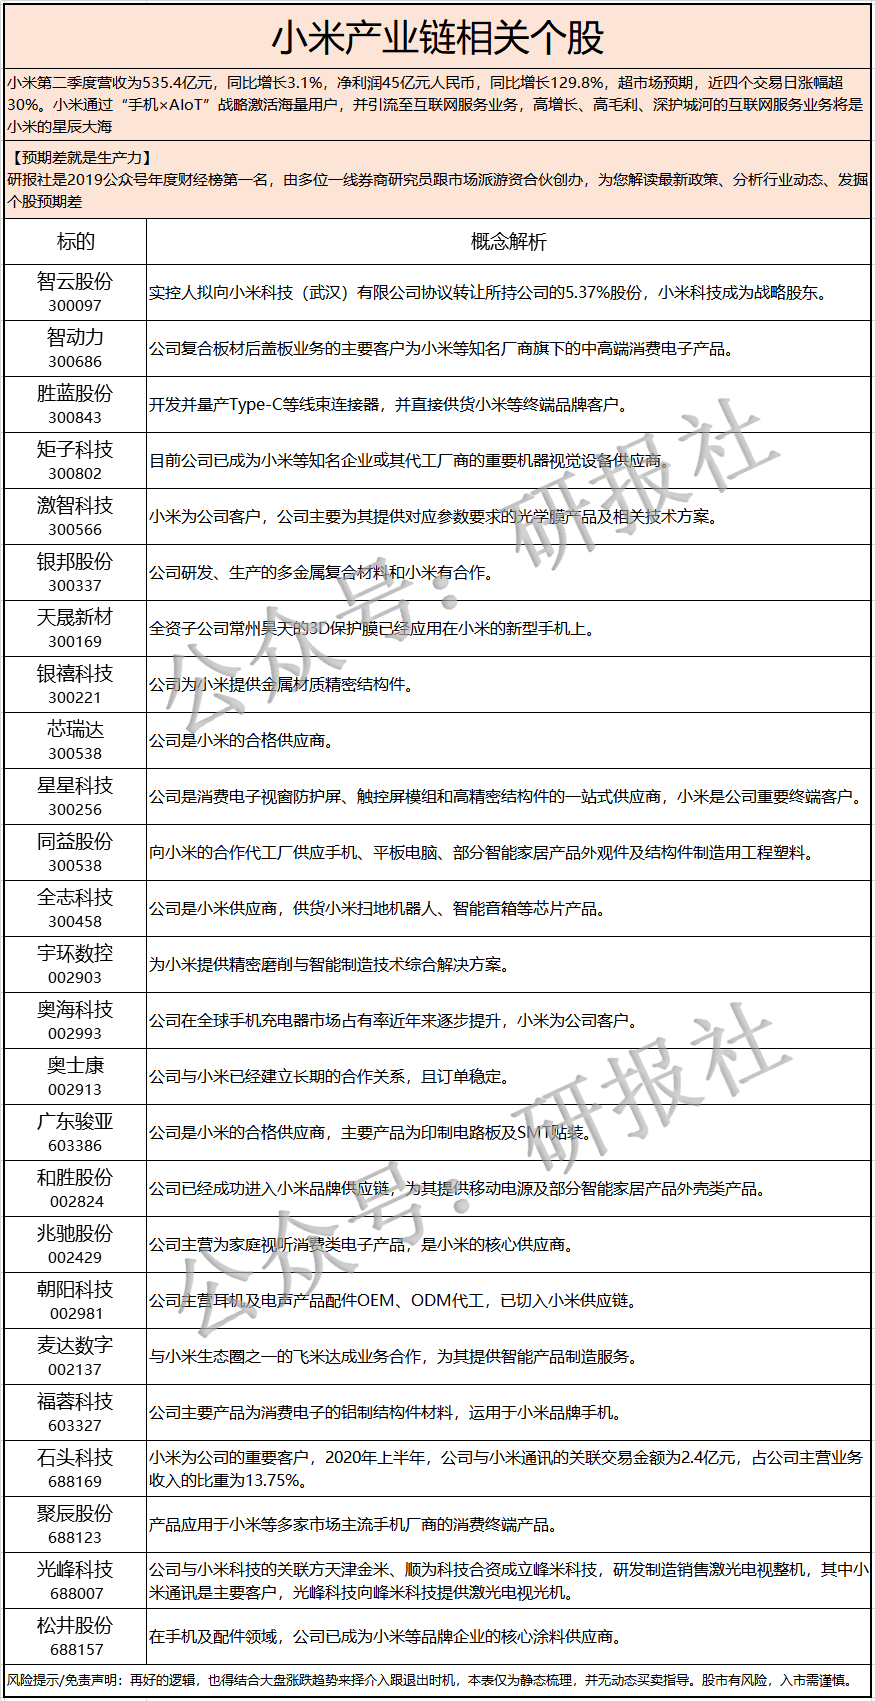 小米产业链相关个股
小米第二季度营收为535.4亿元，同比增长3.1%，净利润45亿元人民币，同比增长129.8%，超市场预期，近四个交易日涨幅超
30%。小米通过“手机×AIoT”战略激活海量用户，并引流至互联网服务业务，高增长、高毛利、深护城河的互联网服务业务将是
小米的星辰大海
【预期差就是生产力】
研报社是2019公众号年度财经榜第一名，由多位一线券商研究员跟市场派游资合伙创办，为您解读最新政策、分析行业动态、发掘
个股预期差
标的 概念解析
智云股份
300097
实控人拟向小米科技（武汉）有限公司协议转让所持公司的5.37%股份，小米科技成为战略股东。
智动力
300686
公司复合板材后盖板业务的主要客户为小米等知名厂商旗下的中高端消费电子产品。
胜蓝股份
300843
开发并量产Type-C等线束连接器，并直接供货小米等终端品牌客户。
矩子科技
300802
目前公司已成为小米等知名企业或其代工厂商的重要机器视觉设备供应商。
激智科技
300566
小米为公司客户，公司主要为其提供对应参数要求的光学膜产品及相关技术方案。
银邦股份
300337
公司研发、生产的多金属复合材料和小米有合作。
天晟新材
300169
全资子公司常州昊天的3D保护膜已经应用在小米的新型手机上。
银禧科技
300221
公司为小米提供金属材质精密结构件。
芯瑞达
300538
公司是小米的合格供应商。
星星科技
300256
公司是消费电子视窗防护屏、触控屏模组和高精密结构件的一站式供应商，小米是公司重要终端客户。
同益股份
300538
向小米的合作代工厂供应手机、平板电脑、部分智能家居产品外观件及结构件制造用工程塑料。
全志科技
300458
公司是小米供应商，供货小米扫地机器人、智能音箱等芯片产品。
宇环数控
002903
为小米提供精密磨削与智能制造技术综合解决方案。
奥海科技
002993
公司在全球手机充电器市场占有率近年来逐步提升，小米为公司客户。
奥士康
002913
公司与小米已经建立长期的合作关系，且订单稳定。
广东骏亚
603386
公司是小米的合格供应商，主要产品为印制电路板及SMT贴装。
和胜股份
002824
公司已经成功进入小米品牌供应链，为其提供移动电源及部分智能家居产品外壳类产品。
兆驰股份
002429
公司主营为家庭视听消费类电子产品，是小米的核心供应商。
朝阳科技
002981
公司主营耳机及电声产品配件OEM、ODM代工，已切入小米供应链。
麦达数字
002137
与小米生态圈之一的飞米达成业务合作，为其提供智能产品制造服务。
福蓉科技
603327
公司主要产品为消费电子的铝制结构件材料，运用于小米品牌手机。
石头科技
688169
小米为公司的重要客户，2020年上半年，公司与小米通讯的关联交易金额为2.4亿元，占公司主营业务
收入的比重为13.75%。
聚辰股份
688123
产品应用于小米等多家市场主流手机厂商的消费终端产品。
光峰科技
688007
公司与小米科技的关联方天津金米、顺为科技合资成立峰米科技，研发制造销售激光电视整机，其中小
米通讯是主要客户，光峰科技向峰米科技提供激光电视光机。
松井股份
688157
在手机及配件领域，公司已成为小米等品牌企业的核心涂料供应商。
风险提示/免责声明：再好的逻辑，也得结合大盘涨跌趋势来择介入跟退出时机，本表仅为静态梳理，并无动态买卖指导。股市有风险，入市需谨慎。
公众号：研报社
公众号：研报社